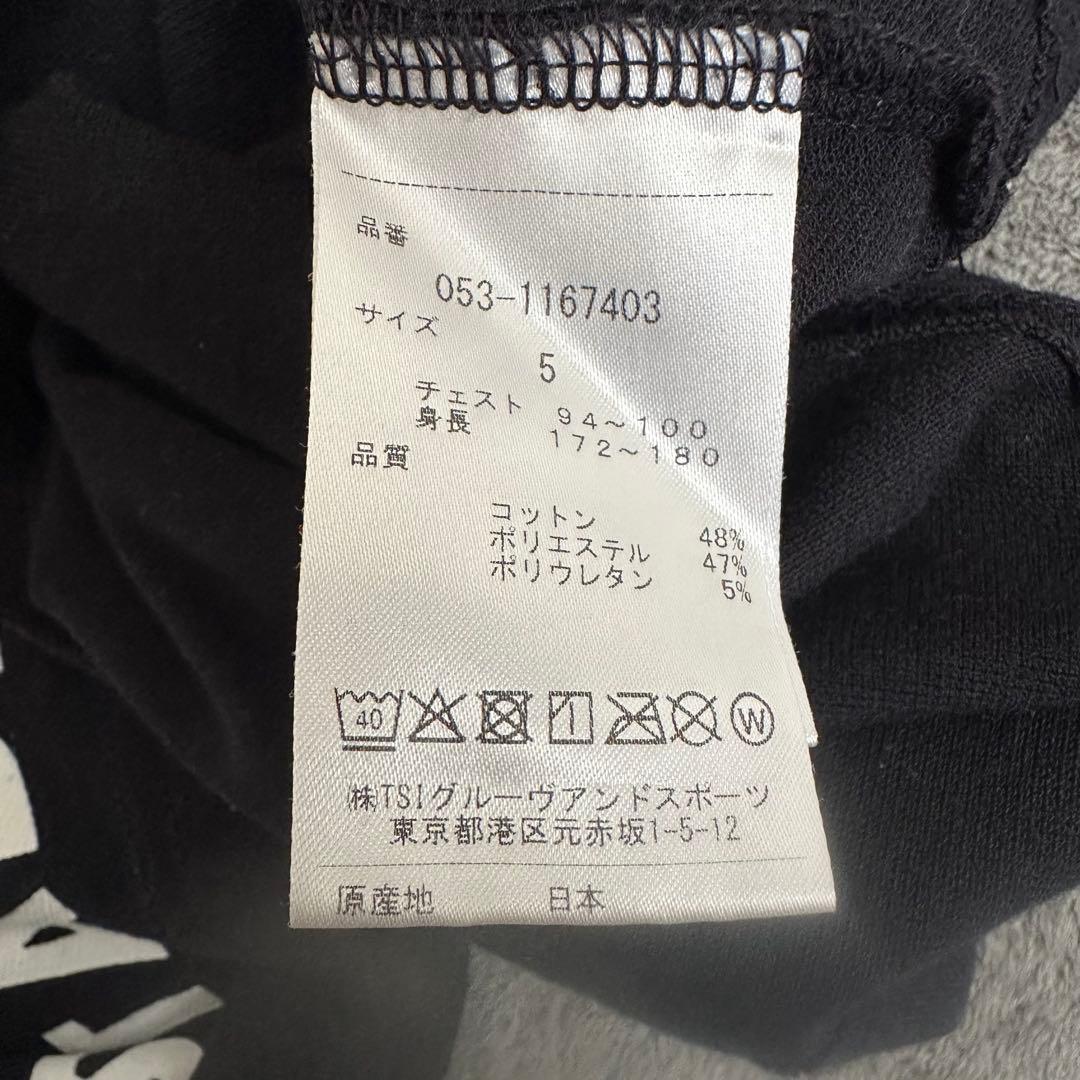 品番
053-1167403
サイズ
5
チェスト 94~100
身長 172~180
品質
コットン 48%
ポリエステル 47%
ポリウレタン 5%
40 W
㈱TSIグルーヴアンドスポーツ
東京都港区元赤坂1-5-12
原産地 日本